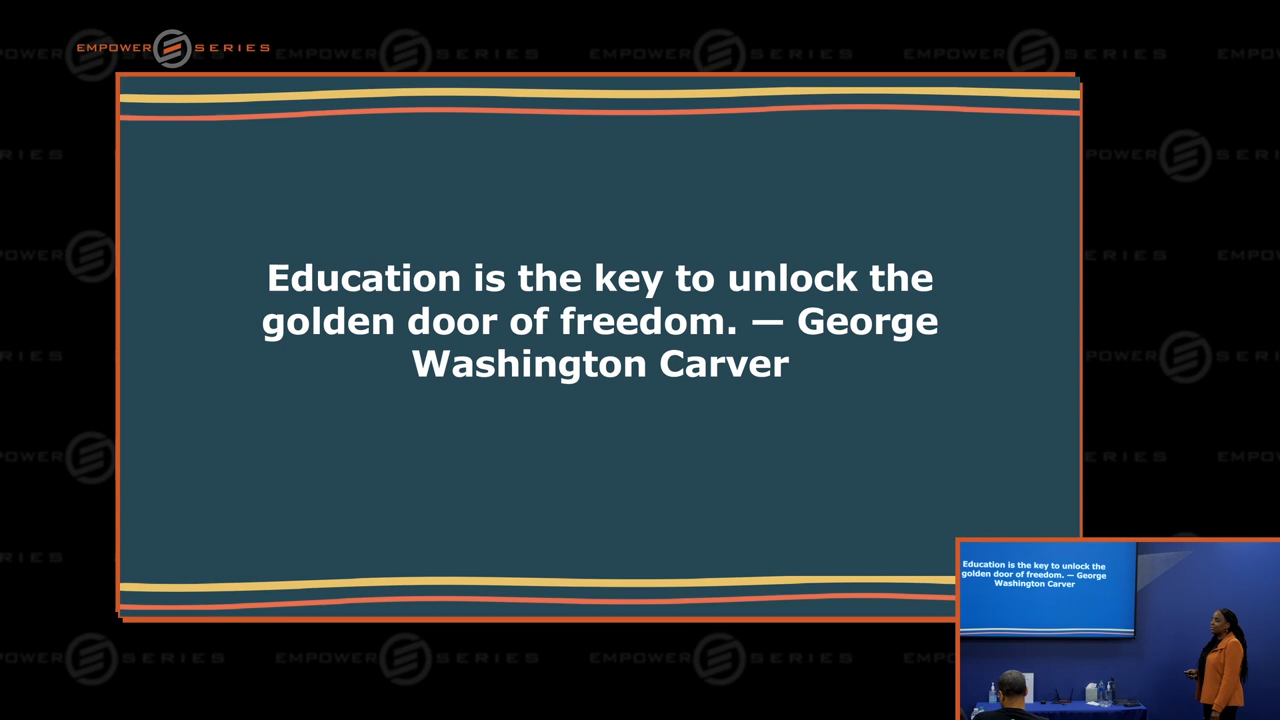 EMPOWER SERIES
Education is the key to unlock the
golden door of freedom. — George
Washington Carver
Education is the key to unlock the
golden door of freedom. — George
Washington Carver